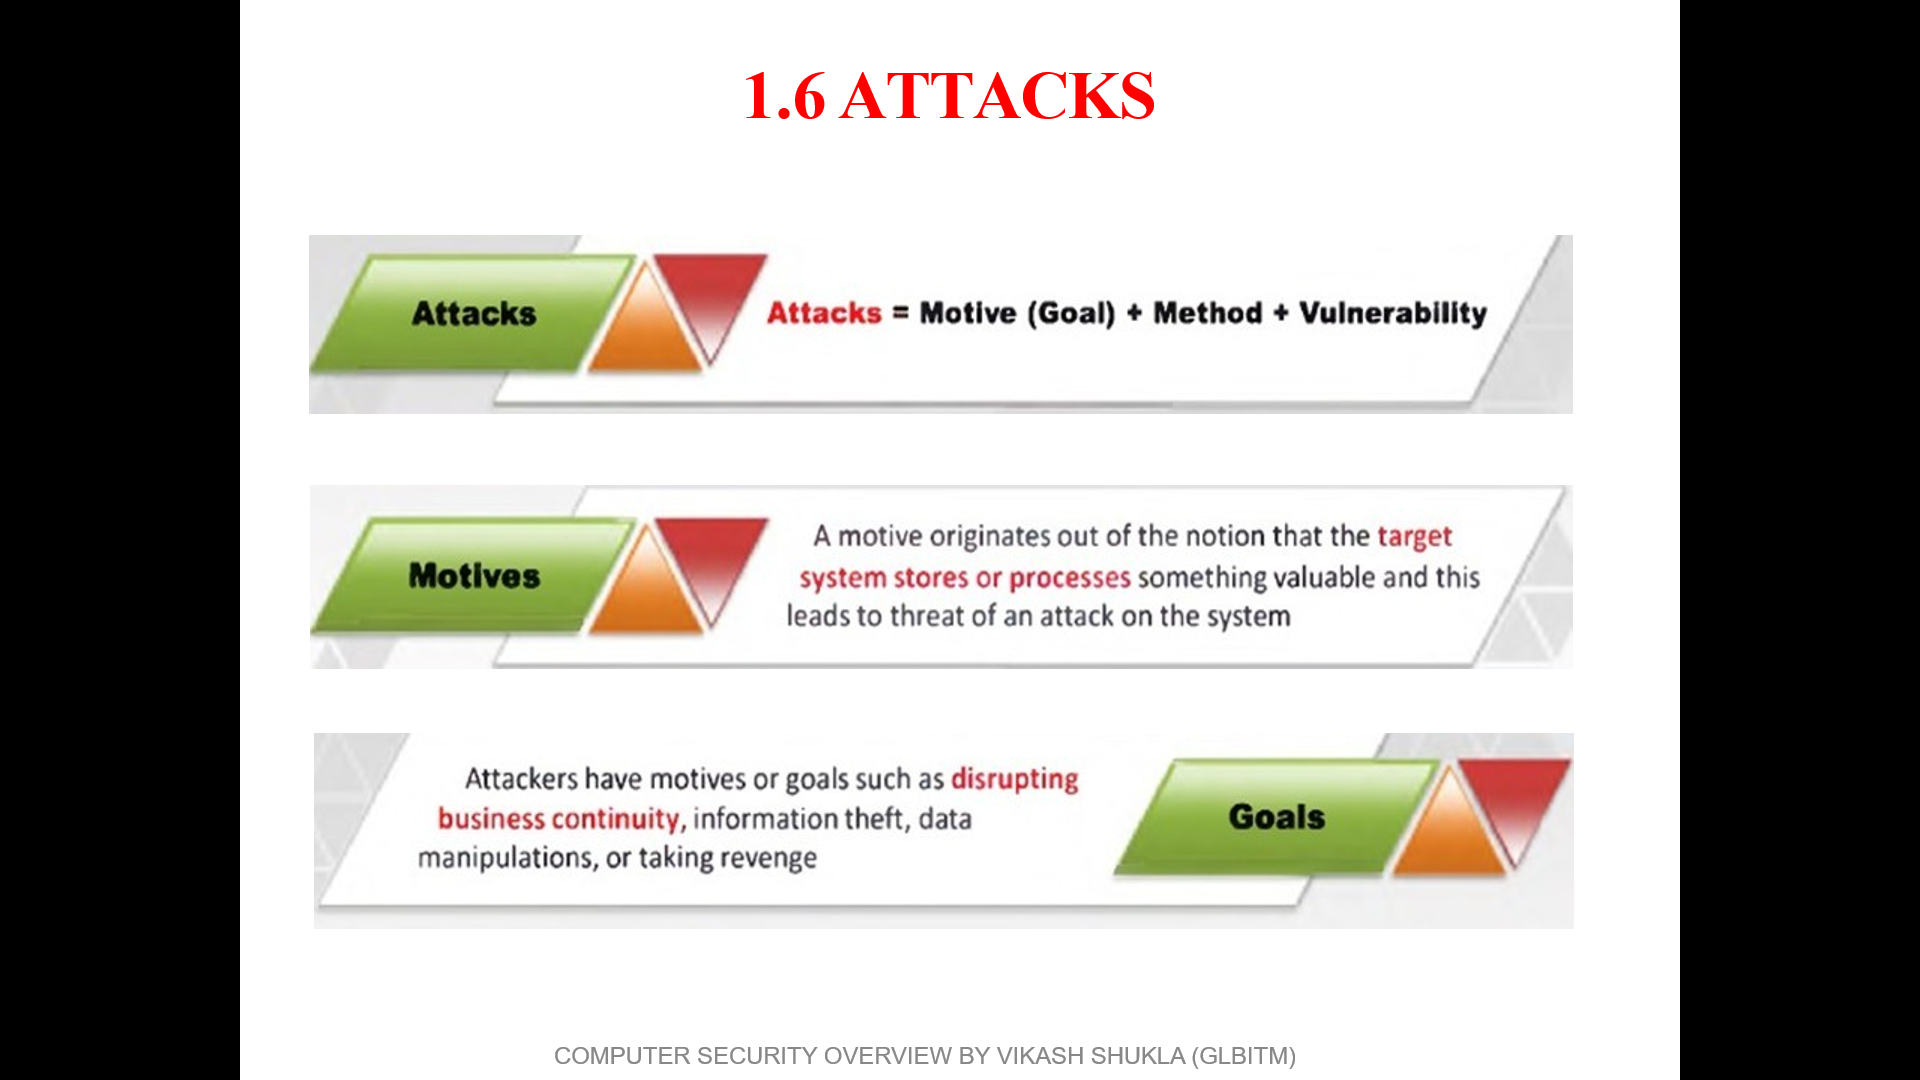 1.6 ATTACKS
Attacks
Attacks = Motive (Goal) + Method + Vulnerability
Motives
A motive originates out of the notion that the target
system stores or processes something valuable and this
leads to threat of an attack on the system
Attackers have motives or goals such as disrupting
business continuity, information theft, data
manipulations, or taking revenge
Goals
COMPUTER SECURITY OVERVIEW BY VIKASH SHUKLA (GLBITM)